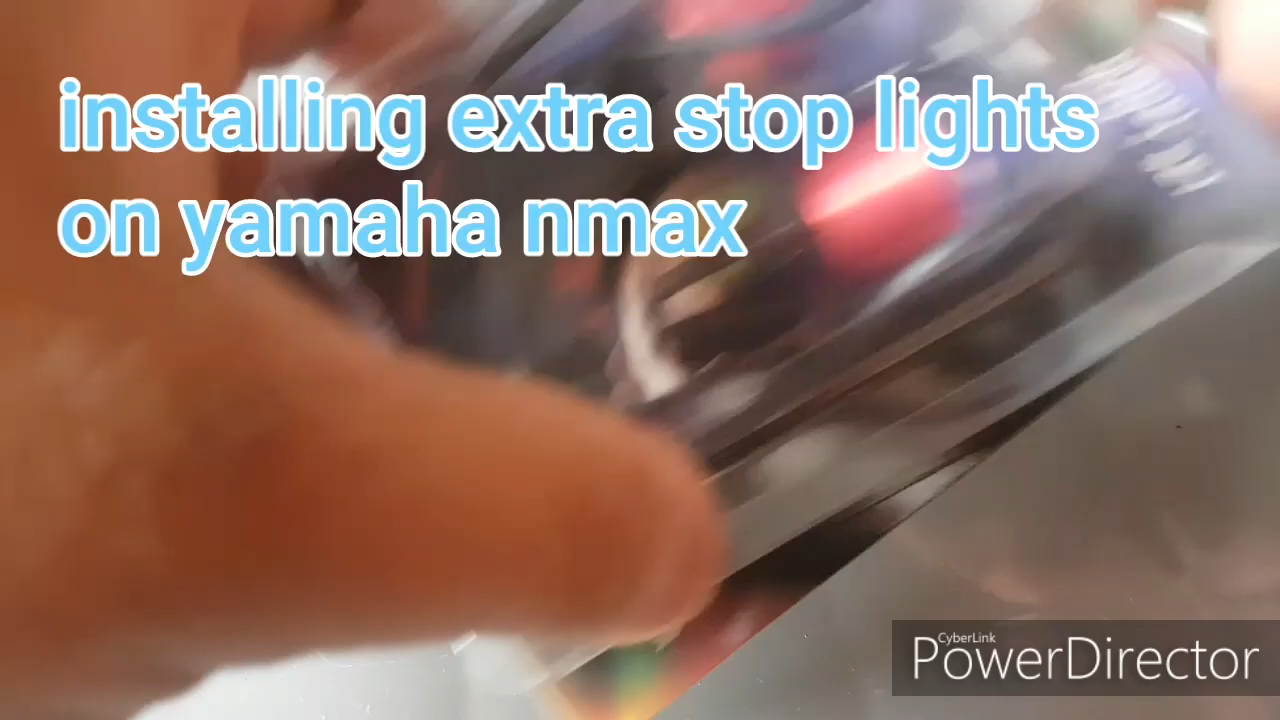 installing extra stop lights
on yamaha nmax
CyberLink
PowerDirector